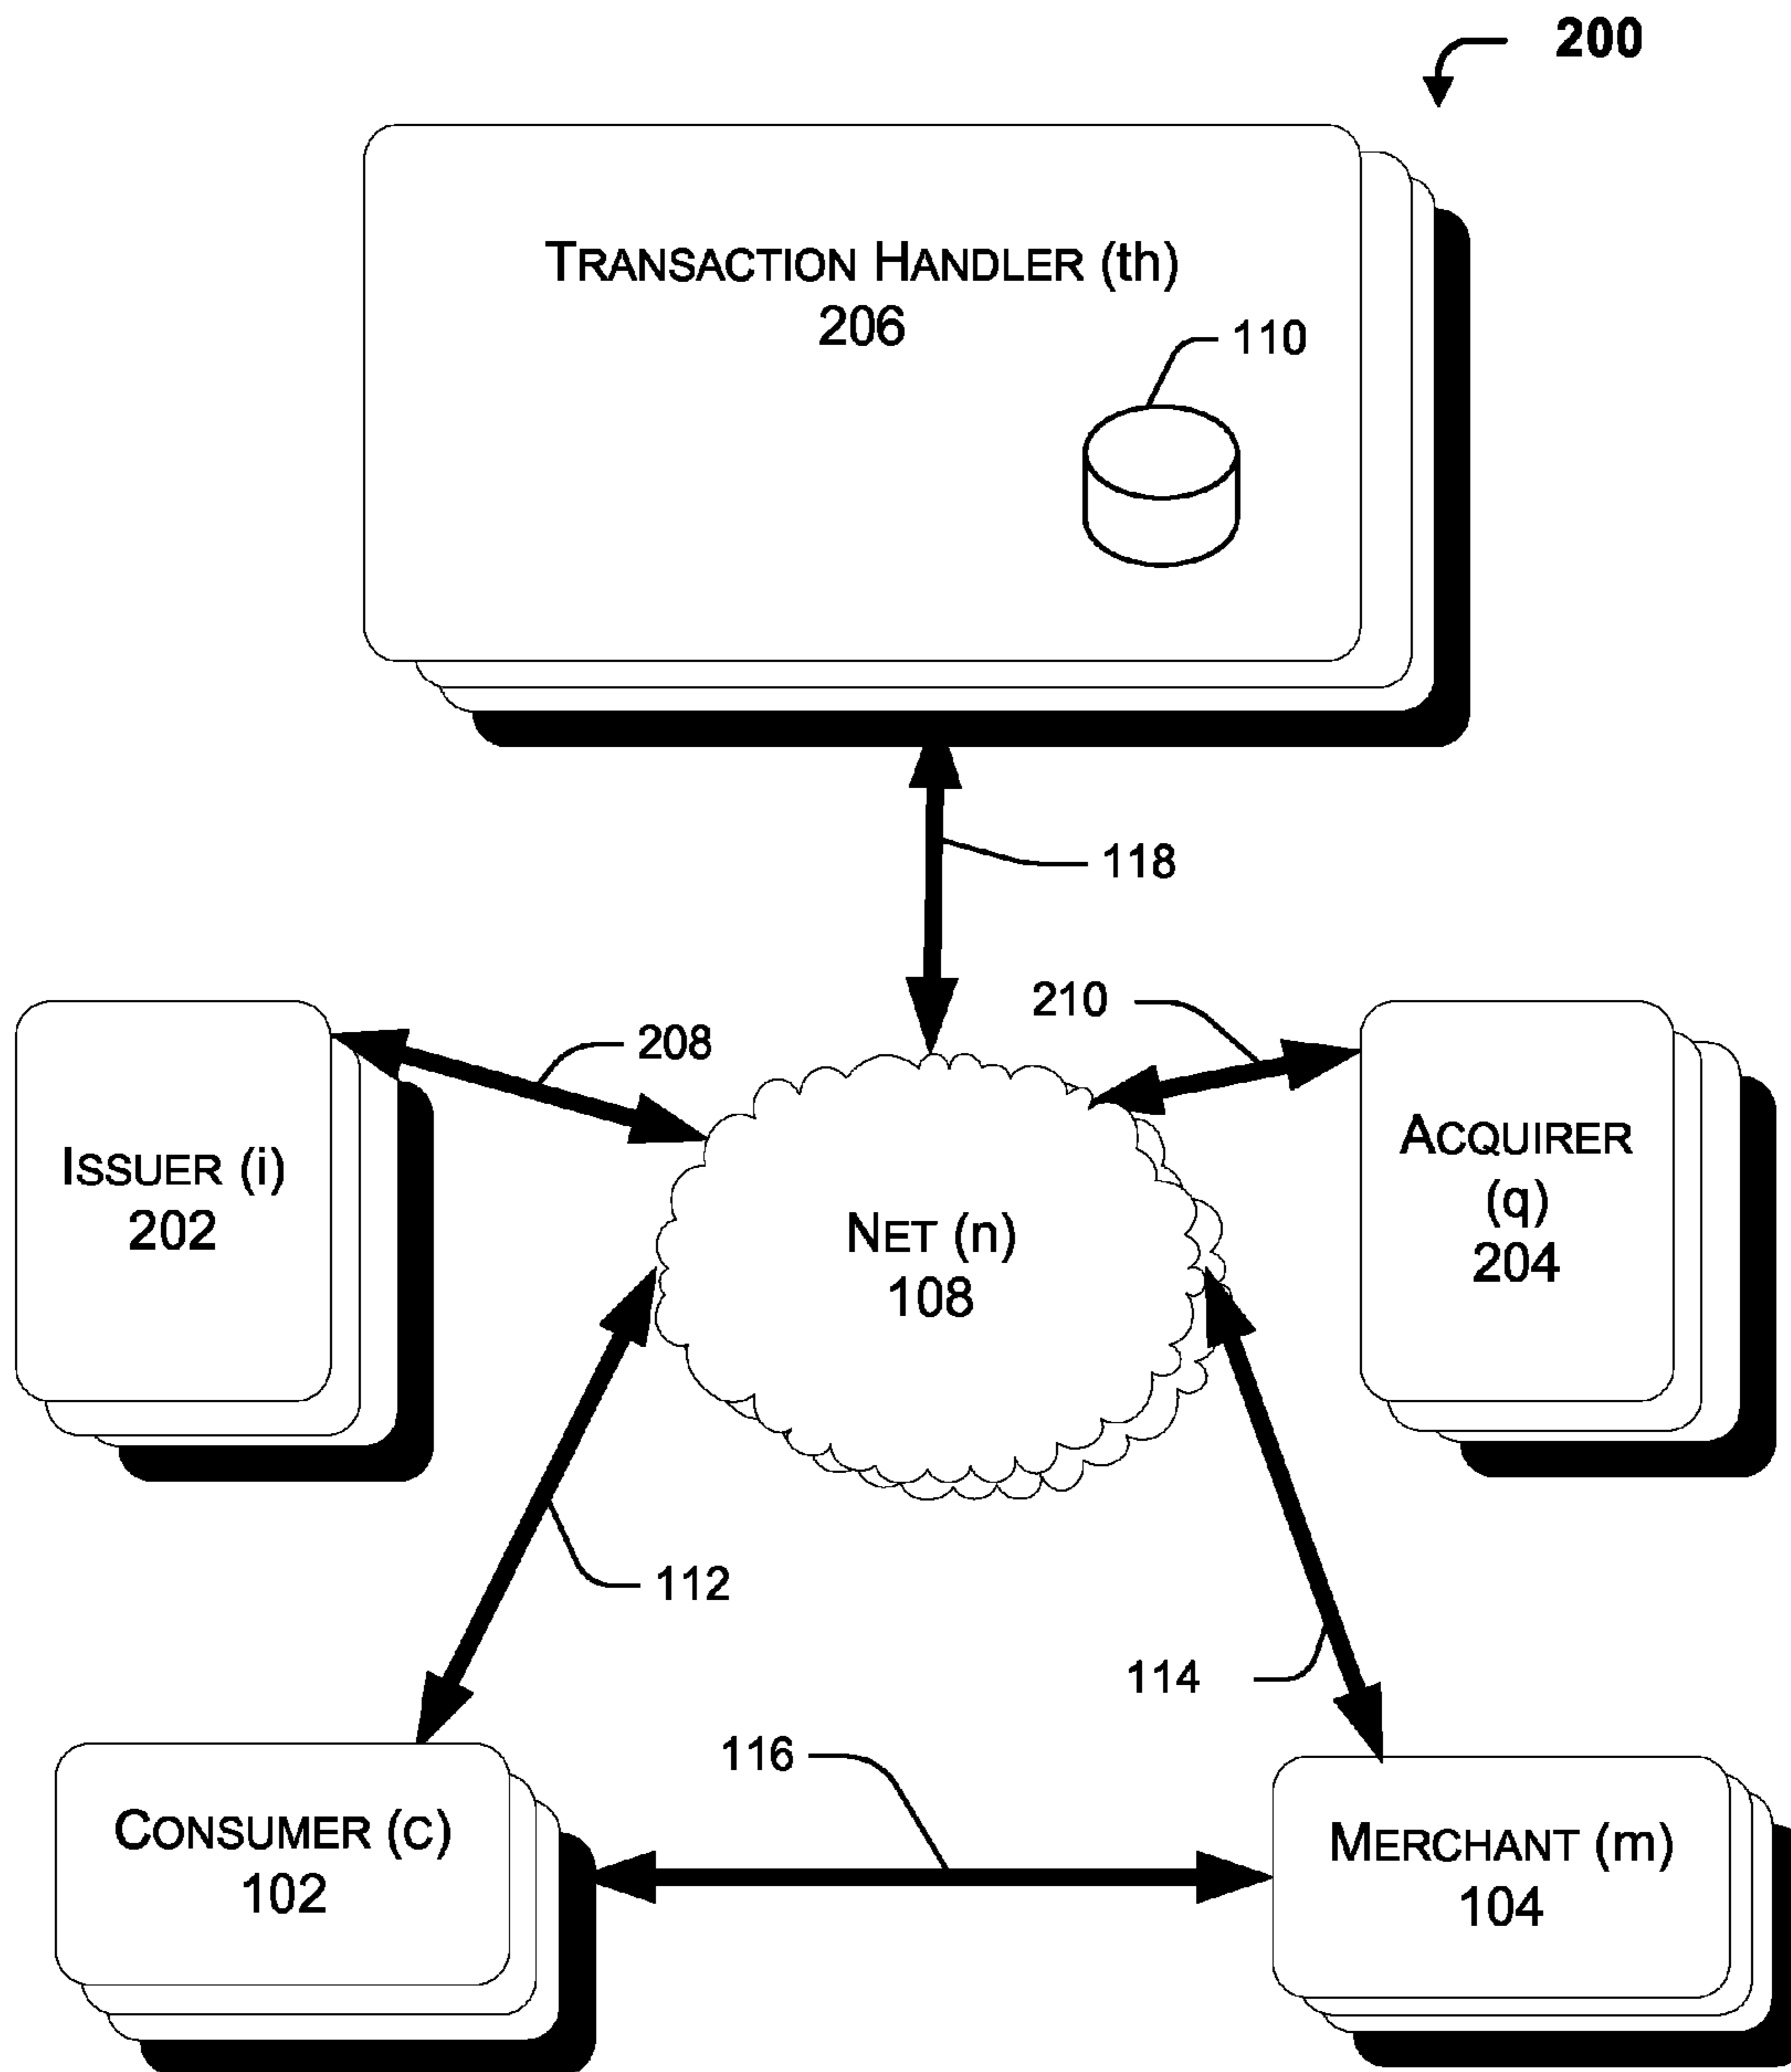 200
TRANSACTION HANDLER (th)
206
110
118
210
208
ISSUER (i)
202
NET (n)
108
ACQUIRER
(q)
204
112
114
116
CONSUMER (c)
102
MERCHANT (m)
104